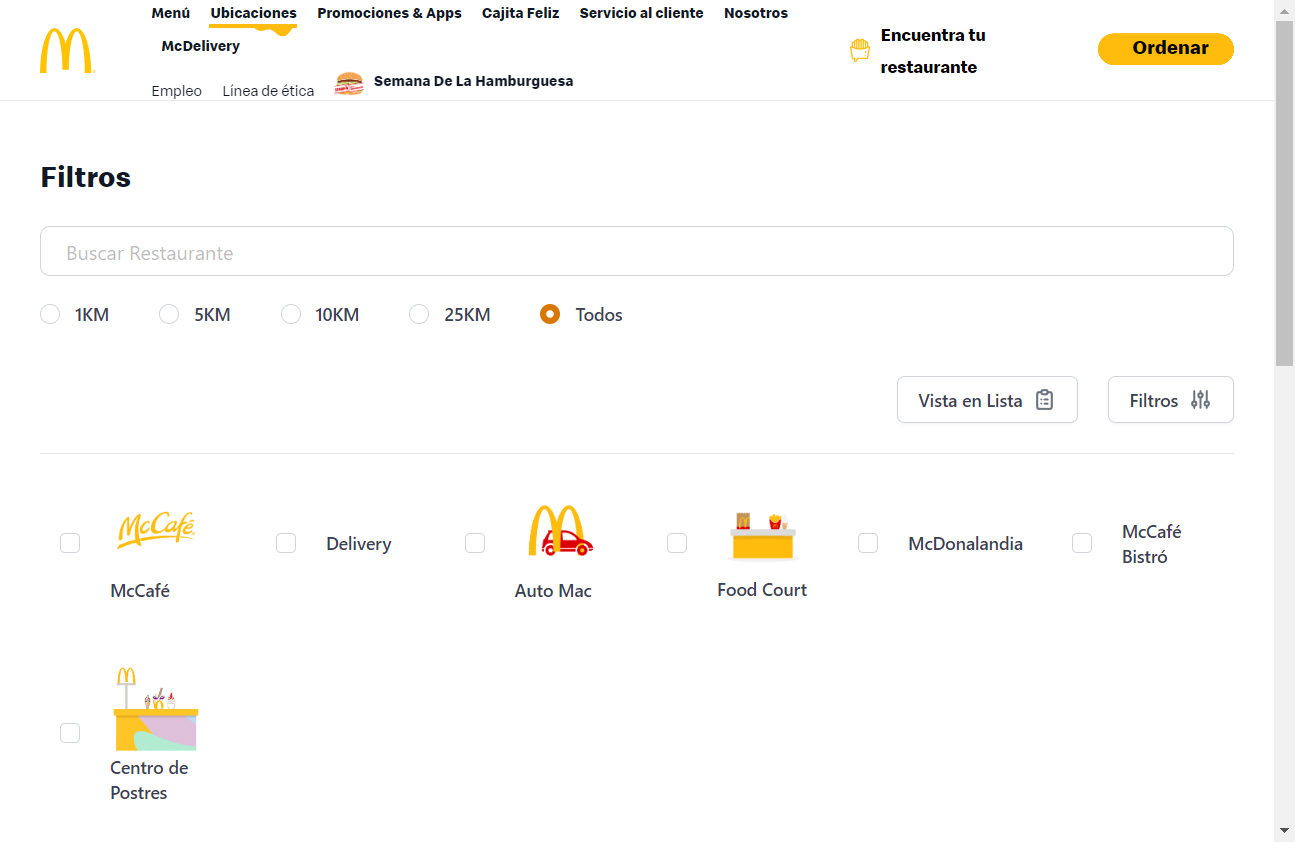 Menú Ubicaciones Promociones & Apps Cajita Feliz Servicio al cliente Nosotros
McDelivery
Encuentra tu
restaurante
Ordenar
Empleo Línea de ética Semana De La Hamburguesa
Filtros
Buscar Restaurante
1KM 5KM 10KM 25KM Todos
Vista en Lista Filtros
McCafé
McCafé
Delivery
Auto Mac
Food Court
McDonalandia
McCafé
Bistró
Centro de
Postres